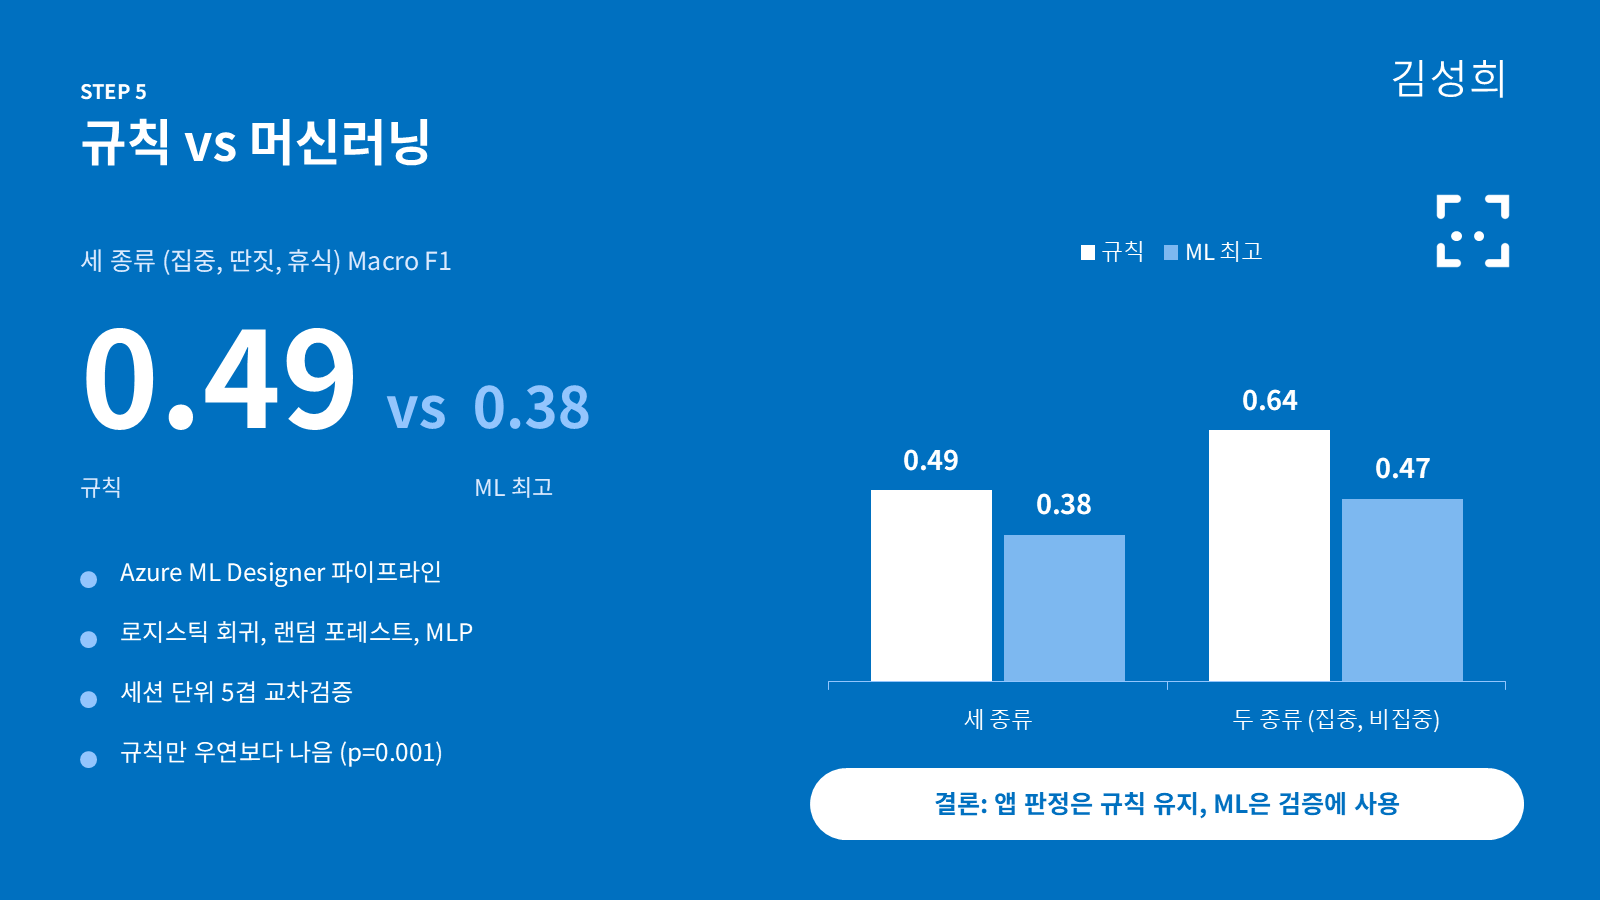 김성희
STEP 5
규칙 vs 머신러닝
세 종류 (집중, 딴짓, 휴식) Macro F1
0.49 vs 0.38
규칙
ML 최고
Azure ML Designer 파이프라인
로지스틱 회귀, 랜덤 포레스트, MLP
세션 단위 5겹 교차검증
규칙만 우연보다 나음 (p=0.001)
규칙 ML 최고
0.49
0.38
0.64
0.47
세 종류
두 종류 (집중, 비집중)
결론: 앱 판정은 규칙 유지, ML은 검증에 사용